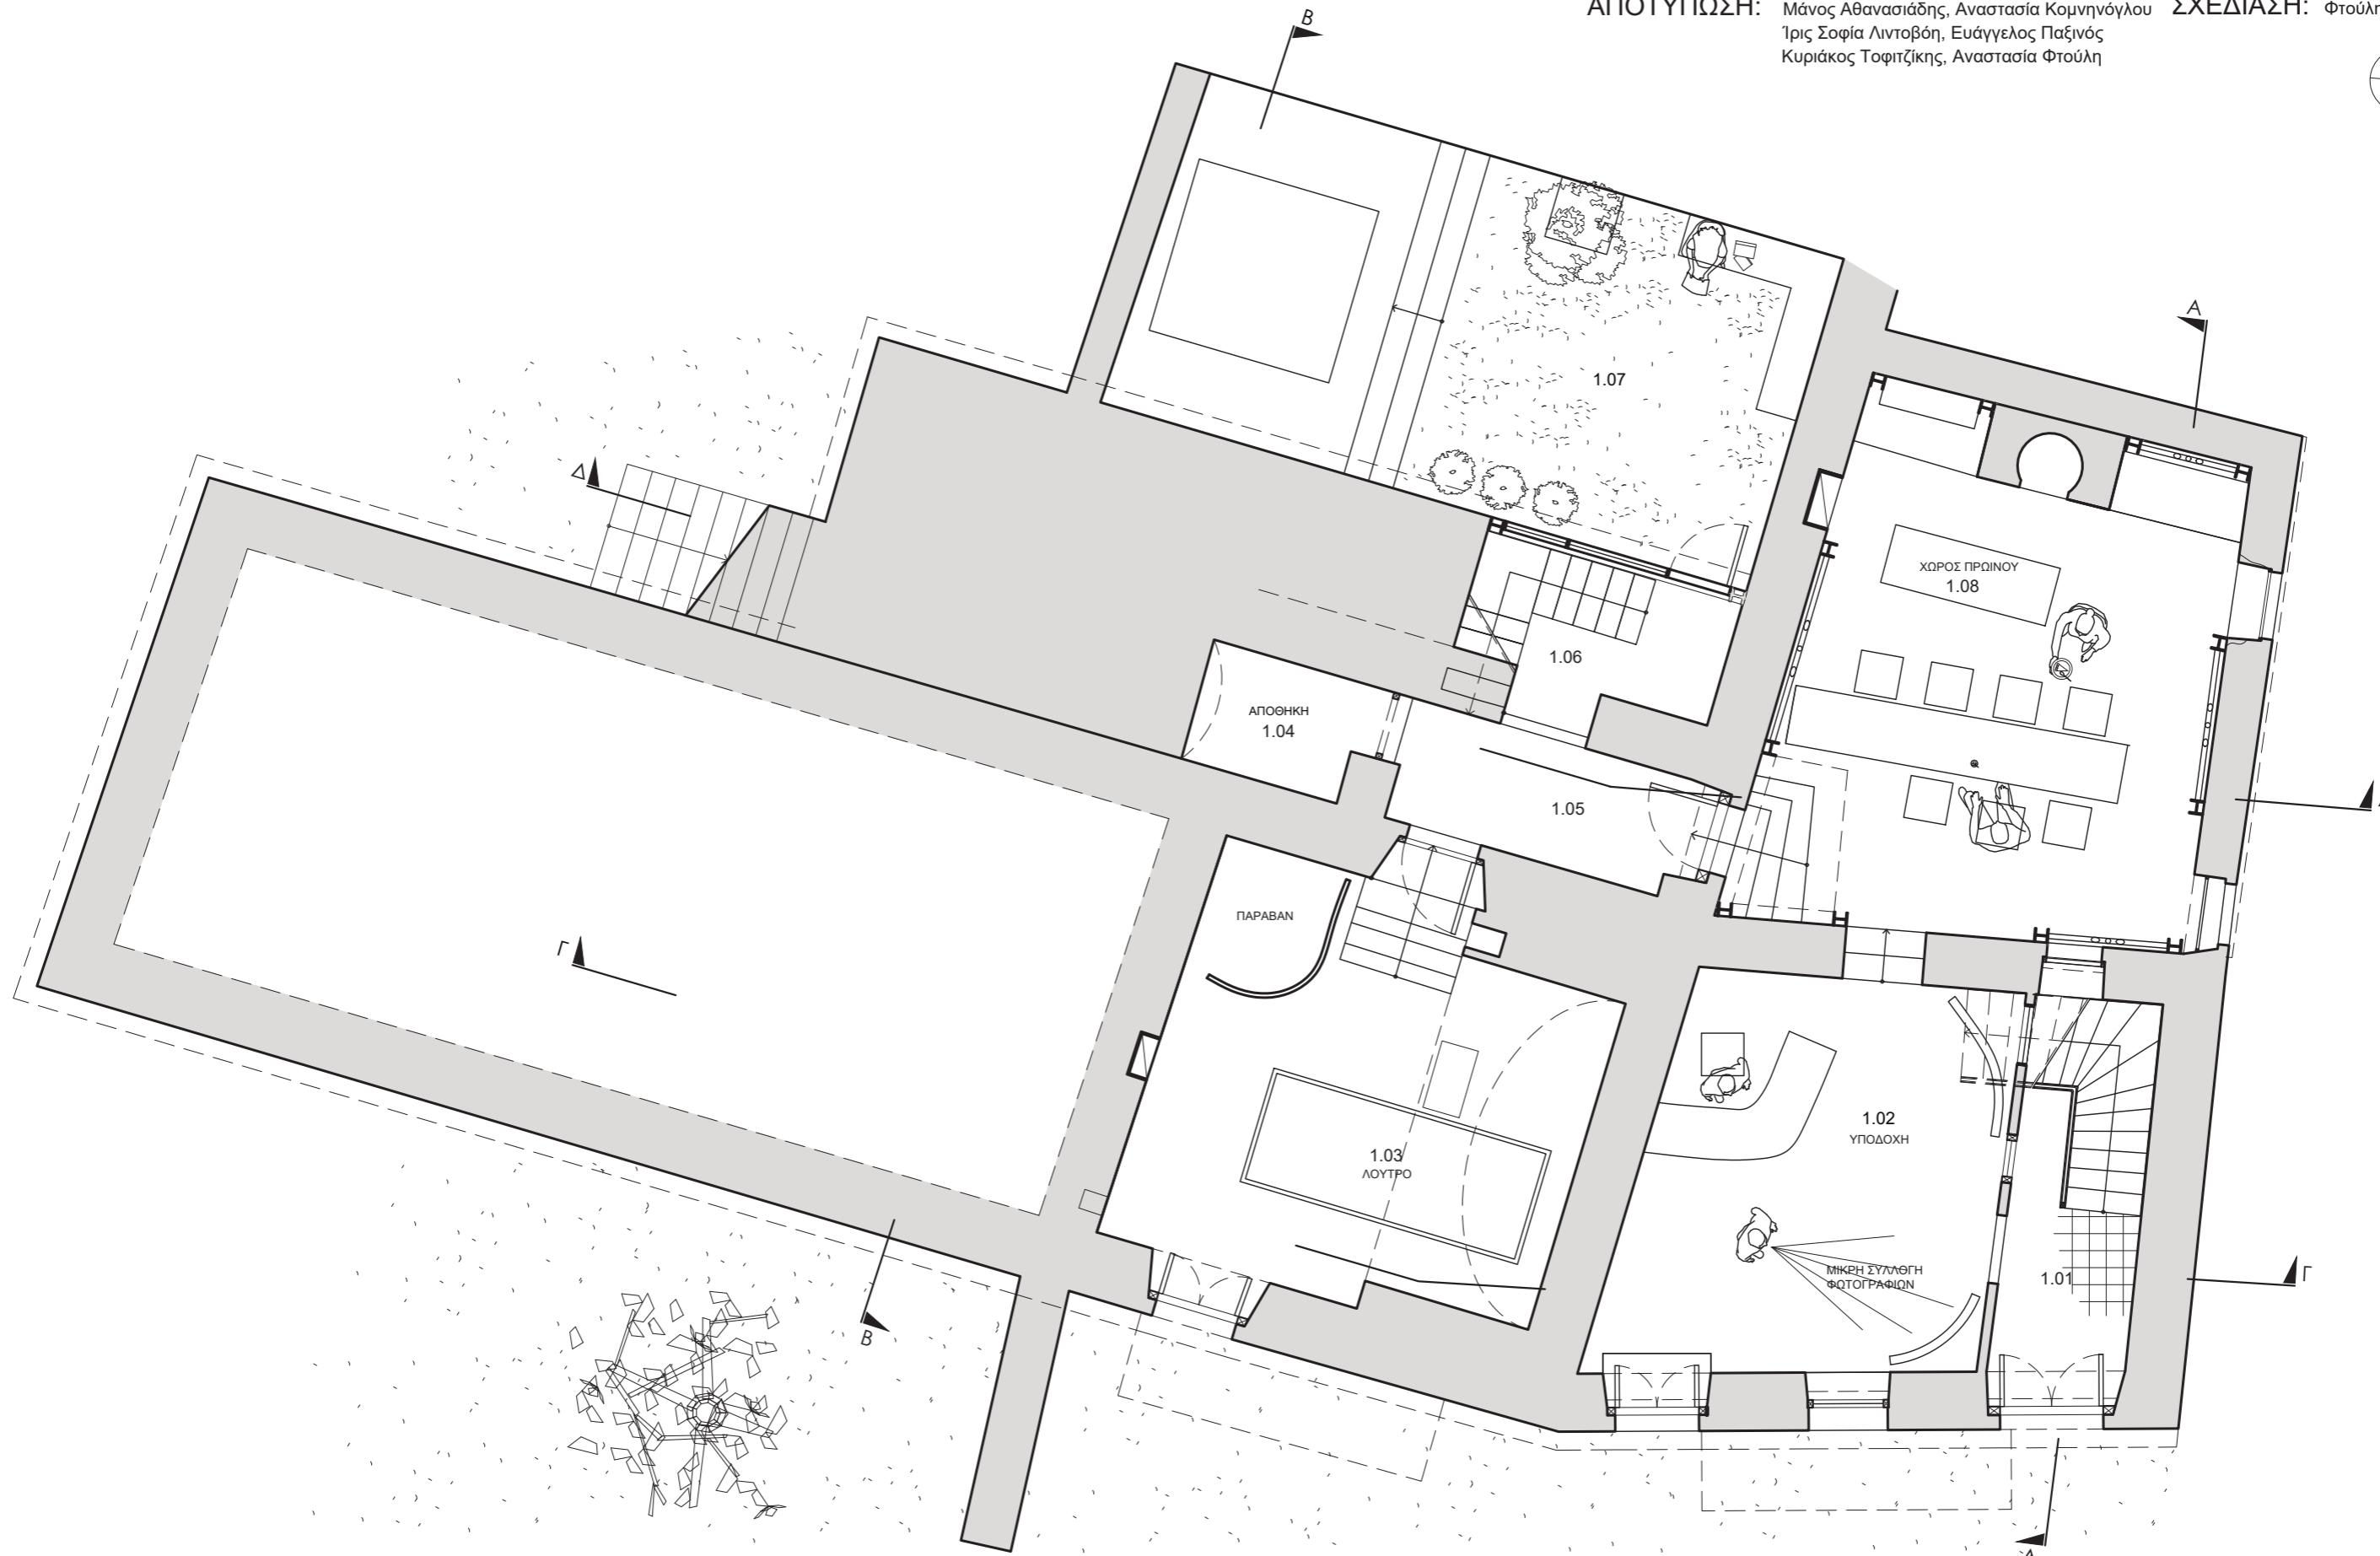 ΑΠΟΤΥΠΩΣΗ: Μάνος Αθανασιάδης, Αναστασία Κομνηνόγλου ΣΧΕΔΙΑΣΗ:
Ίρις Σοφία Λιντοβόη, Ευάγγελος Παξινός
Κυριάκος Τοφιτζίκης, Αναστασία Φτούλη
Β
Α
1.07
Δ
ΧΩΡΟΣ ΠΡΩΙΝΟΥ
1.08
1.06
ΑΠΟΘΗΚΗ
1.04
1.05
ΠΑΡΑΒΑΝ
Γ
1.02
ΥΠΟΔΟΧΗ
1.03
ΛΟΥΤΡΟ
ΜΙΚΡΗ ΣΥΛΛΟΓΗ
ΦΩΤΟΓΡΑΦΙΩΝ
1.01
Γ
Β